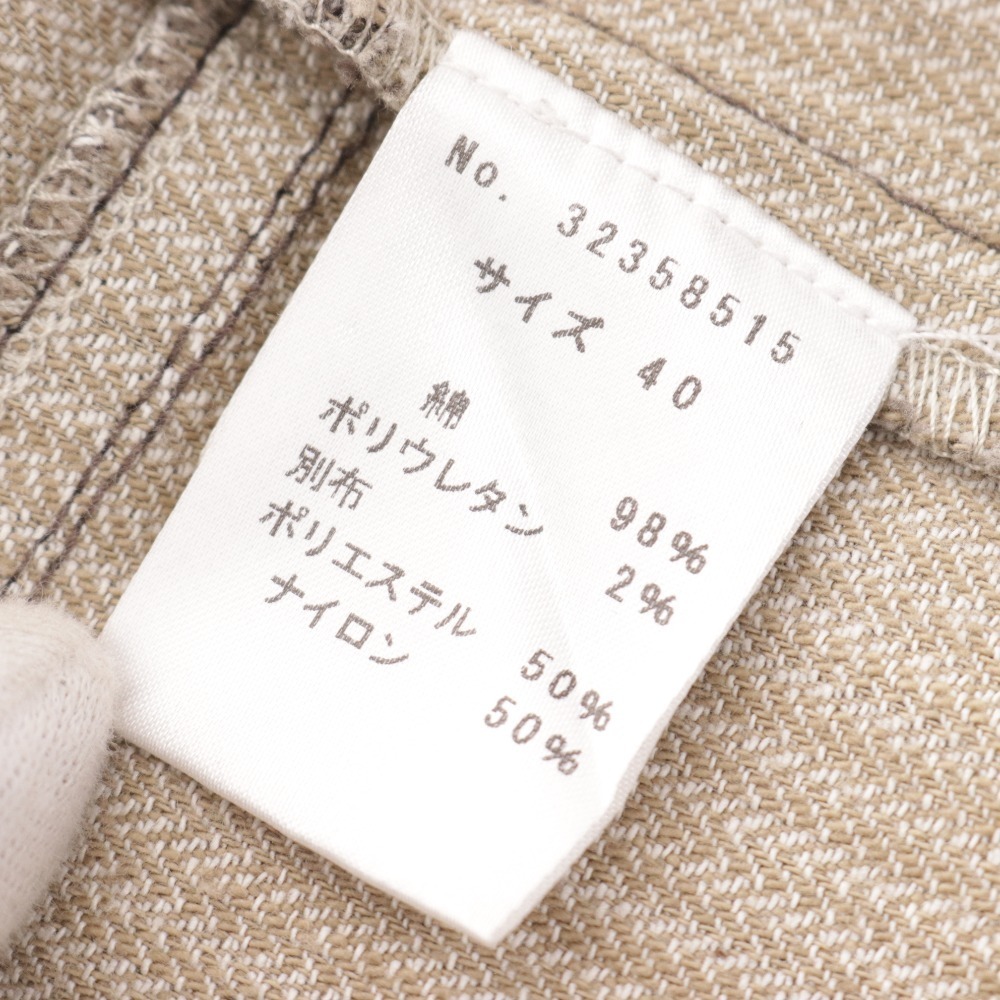 No. 32358515
サイズ 40
綿 98%
ポリウレタン 2%
別布
ポリエステル 50%
ナイロン 50%